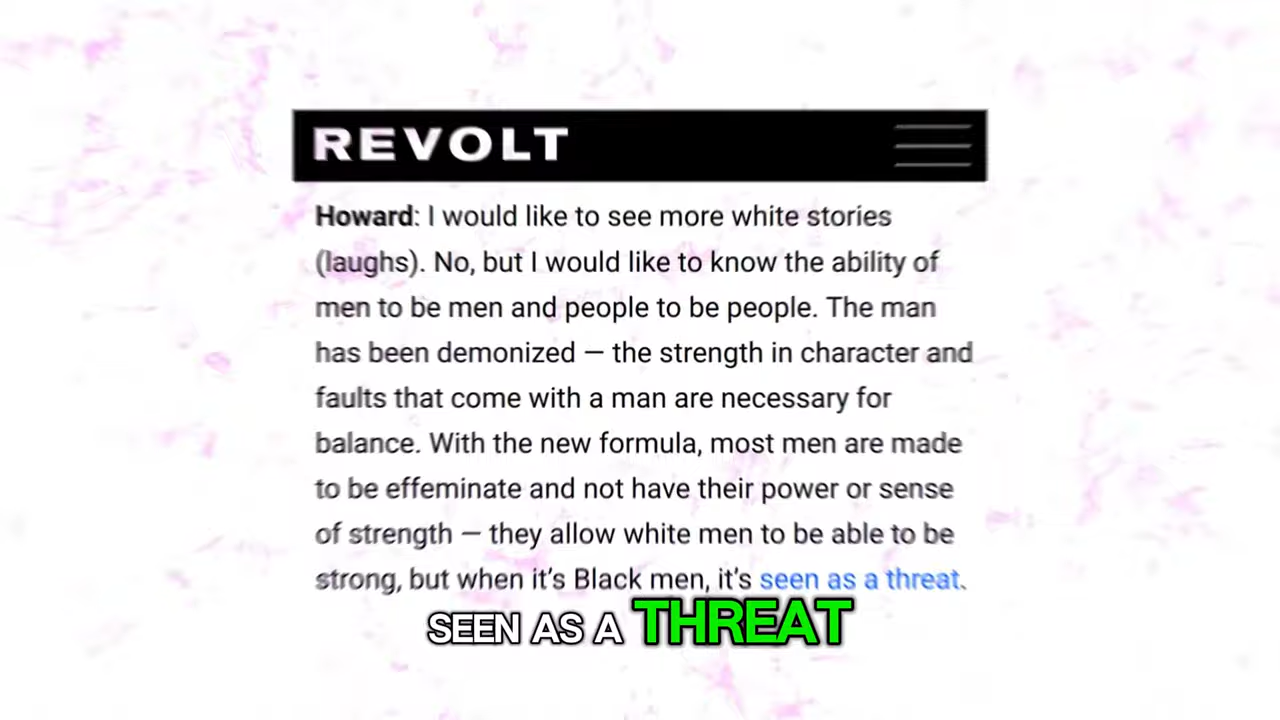 REVOLT
Howard: I would like to see more white stories
(laughs). No, but I would like to know the ability of
men to be men and people to be people. The man
has been demonized — the strength in character and
faults that come with a man are necessary for
balance. With the new formula, most men are made
to be effeminate and not have their power or sense
of strength — they allow white men to be able to be
strong, but when it’s Black men, it’s seen as a threat.
SEEN AS A THREAT